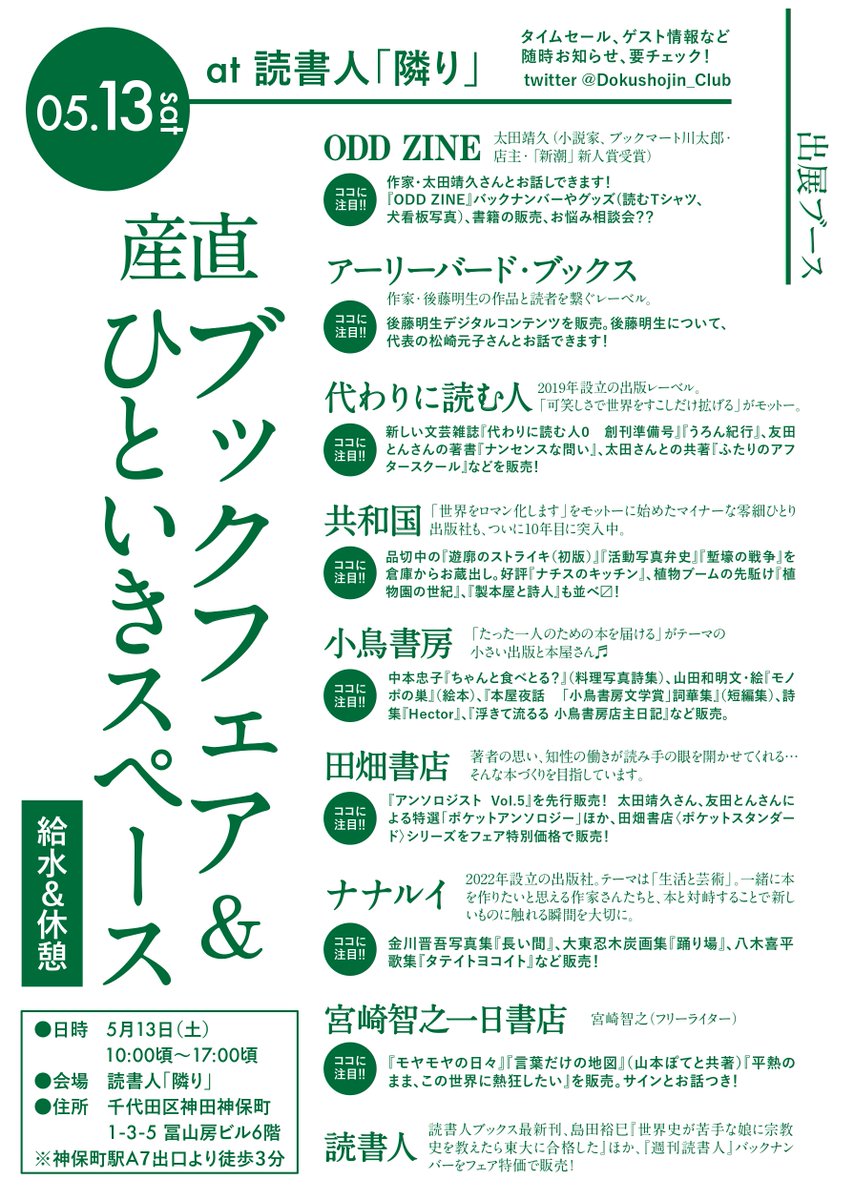 05.13 sat
at 読書人「隣り」
タイムセール、ゲスト情報など
随時お知らせ、要チェック！
twitter @Dokushojin_Club
出展ブース
産直
ブックフェア&
ひといきスペース
給水&休憩
ODD ZINE
太田靖久（小説家、ブックマート川太郎・
店主・「新潮」新人賞受賞）
ココに
注目!!
作家・太田靖久さんとお話しできます！
『ODD ZINE』バックナンバーやグッズ（読むTシャツ、
犬看板写真）、書籍の販売、お悩み相談会??
アーリーバード・ブックス
作家・後藤明生の作品と読者を繋ぐレーベル。
ココに
注目!!
後藤明生デジタルコンテンツを販売。後藤明生について、
代表の松崎元子さんとお話できます！
代わりに読む人
2019年設立の出版レーベル。
「可笑しさで世界をすこしだけ拡げる」がモットー。
ココに
注目!!
新しい文芸雑誌『代わりに読む人0　創刊準備号』『うろん紀行』、友田
とんさんの著書『ナンセンスな問い』、太田さんとの共著『ふたりのアフ
タースクール』などを販売！
共和国
「世界をロマン化します」をモットーに始めたマイナーな零細ひとり
出版社も、ついに10年目に突入中。
ココに
注目!!
品切中の『遊廓のストライキ（初版）』『活動写真弁史』『塹壕の戦争』を
倉庫からお蔵出し。好評『ナチスのキッチン』、植物ブームの先駈け『植
物園の世紀』、『製本屋と詩人』も並べ〼！
小鳥書房
「たった一人のための本を届ける」がテーマの
小さい出版と本屋さん♬
ココに
注目!!
中本忠子『ちゃんと食べとる？』（料理写真詩集）、山田和明文・絵『モノ
ポの巣』（絵本）、『本屋夜話　「小鳥書房文学賞」詞華集』（短編集）、詩
集『Hector』、『浮きて流るる 小鳥書房店主日記』など販売。
田畑書店
著者の思い、知性の働きが読み手の眼を開かせてくれる…
そんな本づくりを目指しています。
ココに
注目!!
『アンソロジスト Vol.5』を先行販売！ 太田靖久さん、友田とんさんに
よる特選「ポケットアンソロジー」ほか、田畑書店〈ポケットスタンダー
ド〉シリーズをフェア特別価格で販売！
ナナルイ
2022年設立の出版社。テーマは「生活と芸術」。一緒に本
を作りたいと思える作家さんたちと、本と対峙することで新し
いものに触れる瞬間を大切に。
ココに
注目!!
金川晋吾写真集『長い間』、大東忍木炭画集『踊り場』、八木喜平
歌集『タテイトヨコイト』など販売！
宮崎智之一日書店
宮崎智之（フリーライター）
ココに
注目!!
『モヤモヤの日々』『言葉だけの地図』（山本ぽてと共著）『平熱の
まま、この世界に熱狂したい』を販売。サインとお話つき！
読書人
読書人ブックス最新刊、島田裕巳『世界史が苦手な娘に宗教
史を教えたら東大に合格した』ほか、『週刊読書人』バックナン
バーをフェア特価で販売！
●日時　5月13日（土）
10:00頃～17:00頃
●会場　読書人「隣り」
●住所　千代田区神田神保町
1-3-5 冨山房ビル6階
※神保町駅A7出口より徒歩3分